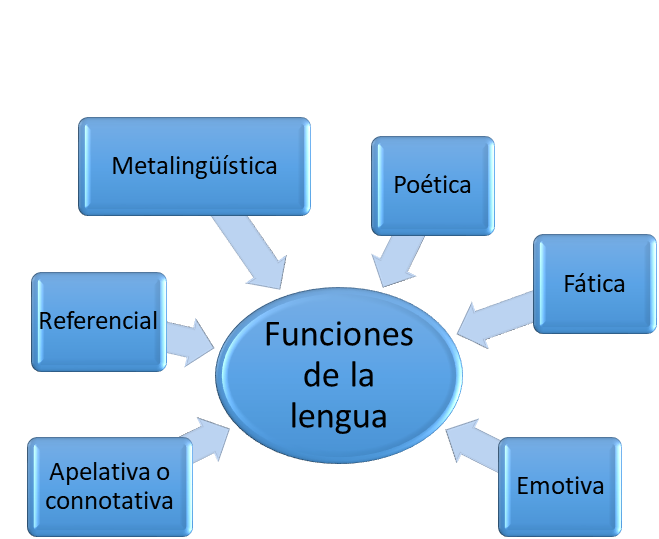 Metalingüística
Poética
Fática
Referencial
Funciones
de la
lengua
Apelativa o
connotativa
Emotiva